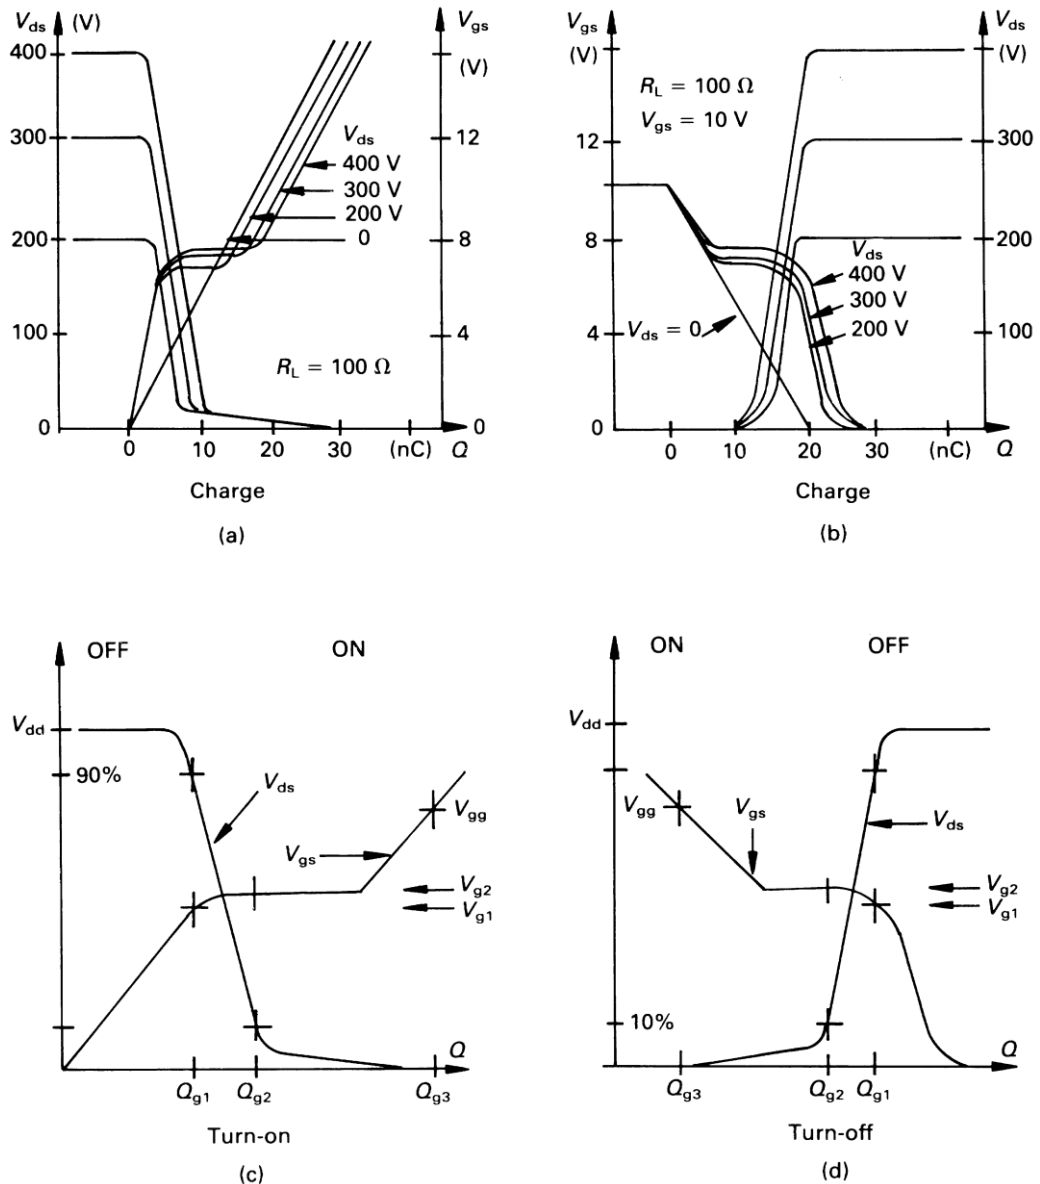 V_ds (V)
400
300
200
100
0
V_gs
(V)
12
8
4
0
V_ds
400 V
300 V
200 V
0
R_L = 100 Ω
0 10 20 30 (nC) Q
Charge
(a)
V_gs
(V)
12
8
4
0
V_ds
(V)
300
200
100
R_L = 100 Ω
V_gs = 10 V
V_ds
400 V
300 V
200 V
V_ds = 0
0 10 20 30 (nC) Q
Charge
(b)
OFF ON
V_dd
90%
V_ds
V_gs
V_gg
V_g2
V_g1
Q
Q_g1 Q_g2 Q_g3
Turn-on
(c)
ON OFF
V_dd
V_gg
V_gs
V_ds
V_g2
V_g1
10%
Q
Q_g3 Q_g2 Q_g1
Turn-off
(d)